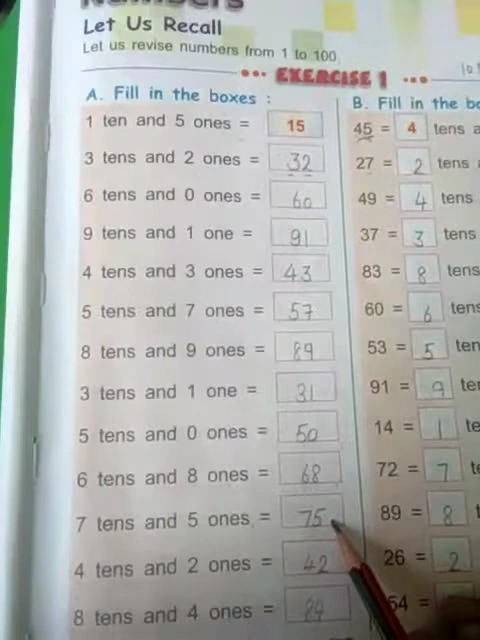 Numbers
Let Us Recall
Let us revise numbers from 1 to 100
EXERCISE 1
A. Fill in the boxes :
1 ten and 5 ones = 15
3 tens and 2 ones = 32
6 tens and 0 ones = 60
9 tens and 1 one = 91
4 tens and 3 ones = 43
5 tens and 7 ones = 57
8 tens and 9 ones = 89
3 tens and 1 one = 31
5 tens and 0 ones = 50
6 tens and 8 ones = 68
7 tens and 5 ones = 75
4 tens and 2 ones = 42
8 tens and 4 ones = 84
B. Fill in the bo
45 = 4 tens a
27 = 2 tens
49 = 4 tens
37 = 3 tens
83 = 8 tens
60 = 6 tens
53 = 5 ten
91 = 9 te
14 = 1 te
72 = 7 t
89 = 8 t
26 = 2
54 =